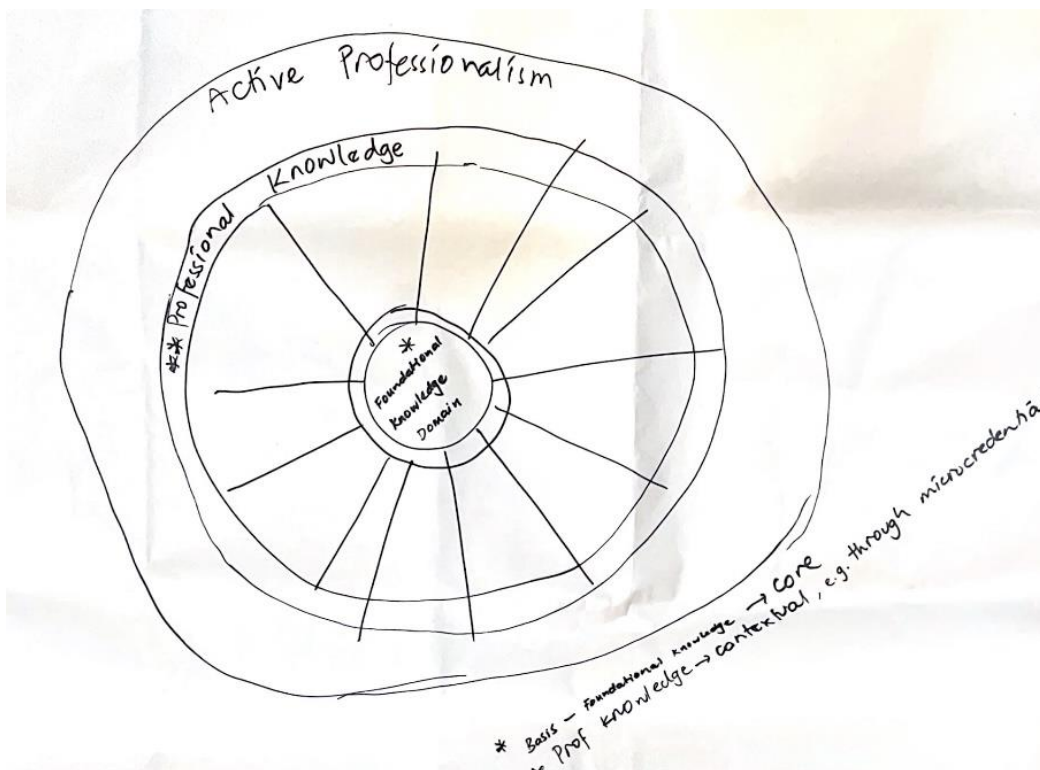 Active Professionalism
** Professional Knowledge
*
Foundational
Knowledge
Domain
* Basis – Foundational Knowledge → core
* Prof Knowledge → contextual, e.g. through microcredentia